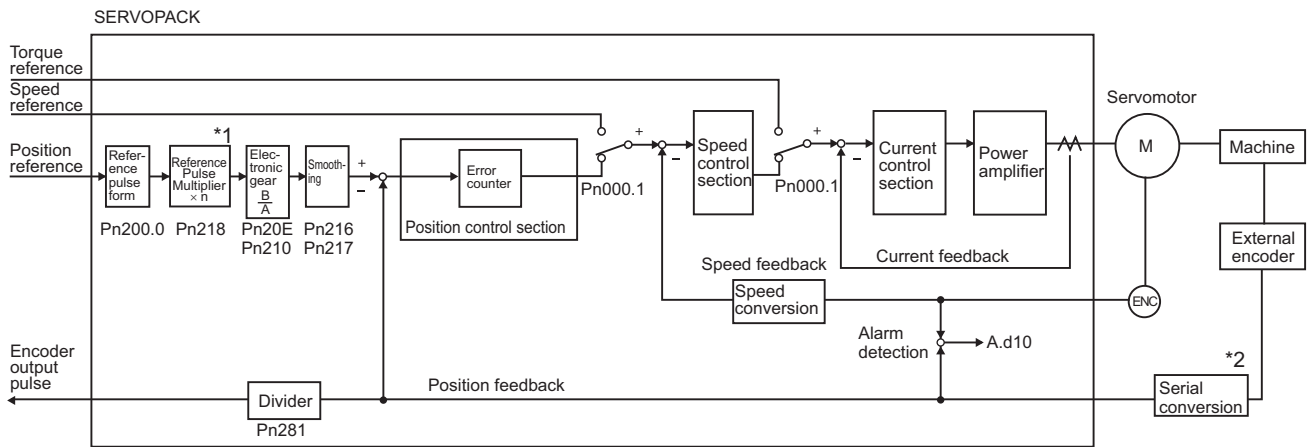 SERVOPACK
Torque
reference
Speed
reference
Position
reference
Refer-
ence
pulse
form
Pn200.0
*1
Reference
Pulse
Multiplier
× n
Pn218
Elec-
tronic
gear
B
A
Pn20E
Pn210
Smooth-
ing
Pn216
Pn217
+
−
Error
counter
Position control section
Pn000.1
+
−
Speed
control
section
Pn000.1
+
−
Current
control
section
Power
amplifier
Servomotor
M
Machine
External
encoder
Current feedback
Speed feedback
Speed
conversion
ENC
Alarm
detection
A.d10
*2
Serial
conversion
Encoder
output
pulse
Divider
Pn281
Position feedback